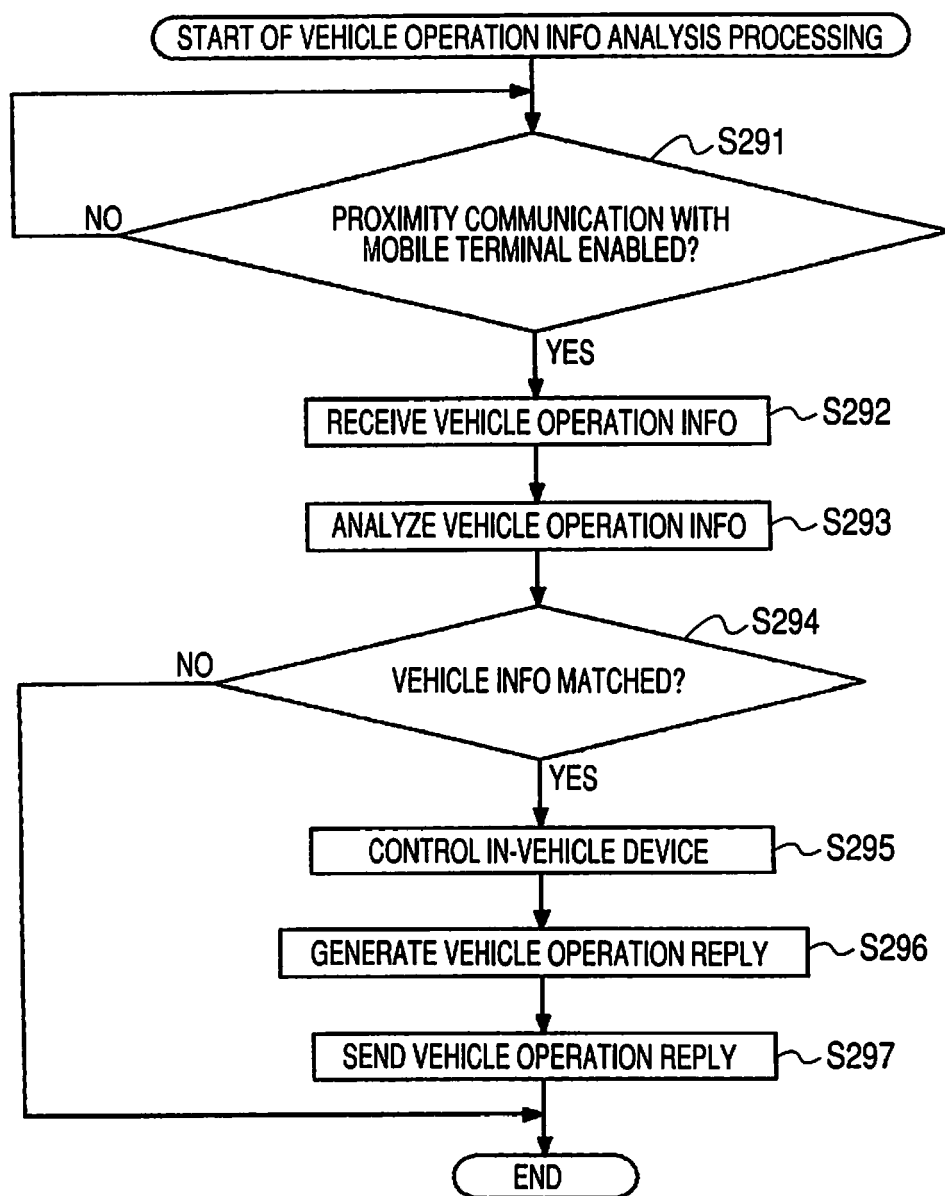 START OF VEHICLE OPERATION INFO ANALYSIS PROCESSING
S291
NO
PROXIMITY COMMUNICATION WITH
MOBILE TERMINAL ENABLED?
YES
RECEIVE VEHICLE OPERATION INFO
S292
ANALYZE VEHICLE OPERATION INFO
S293
S294
NO
VEHICLE INFO MATCHED?
YES
CONTROL IN-VEHICLE DEVICE
S295
GENERATE VEHICLE OPERATION REPLY
S296
SEND VEHICLE OPERATION REPLY
S297
END